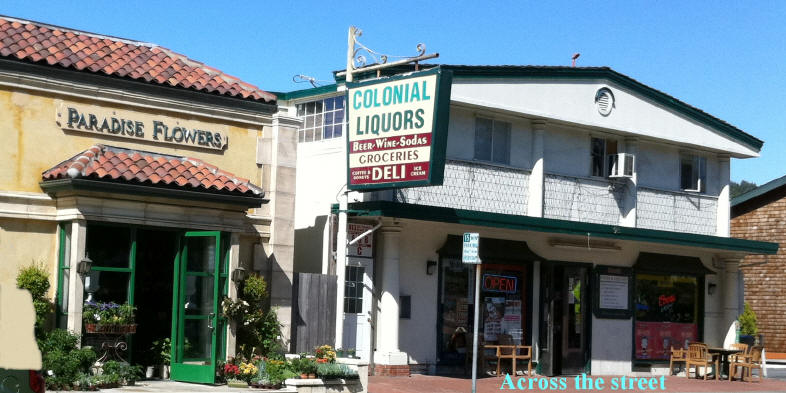 PARADISE FLOWERS
COLONIAL
LIQUORS
BEER-WINE-SODAS
GROCERIES
COFFEE & DONUTS
DELI
ICE CREAM
OPEN
Across the street